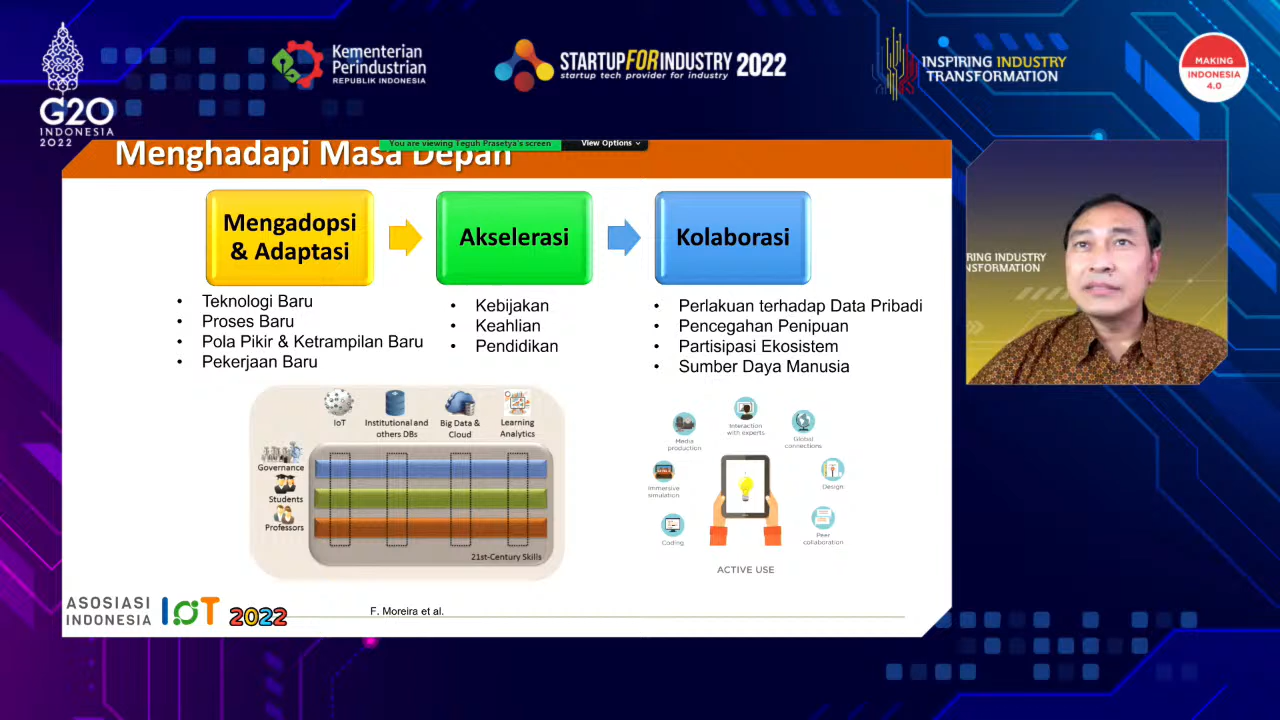 G20
INDONESIA
2022
Kementerian
Perindustrian
REPUBLIK INDONESIA
STARTUPFORINDUSTRY 2022
startup tech provider for industry
INSPIRING INDUSTRY
TRANSFORMATION
MAKING
INDONESIA
4.0
You are viewing Teguh Prasetya's screen
View Options
Menghadapi Masa Depan
Mengadopsi
& Adaptasi
Akselerasi
Kolaborasi
• Teknologi Baru
• Proses Baru
• Pola Pikir & Ketrampilan Baru
• Pekerjaan Baru
• Kebijakan
• Keahlian
• Pendidikan
• Perlakuan terhadap Data Pribadi
• Pencegahan Penipuan
• Partisipasi Ekosistem
• Sumber Daya Manusia
RING INDUSTRY
NSFORMATION
IoT
Institutional and
others DBs
Big Data &
Cloud
Learning
Analytics
Governance
Students
Professors
21st-Century Skills
Media
production
Interaction
with experts
Global
connections
Immersive
simulation
Design
Coding
Peer
collaboration
ACTIVE USE
ASOSIASI
INDONESIA
IoT
2022
F. Moreira et al.